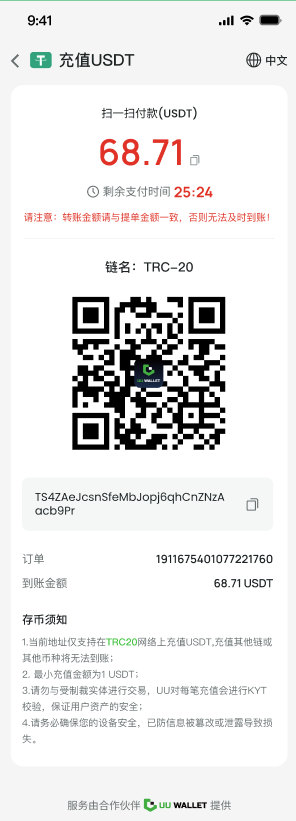 9:41
充值USDT
中文
扫一扫付款(USDT)
68.71
剩余支付时间 25:24
请注意：转账金额请与提单金额一致，否则无法及时到账！
链名：TRC-20
UU WALLET
TS4ZAeJcsnSfeMbJopj6qhCnZNzA
acb9Pr
订单 1911675401077221760
到账金额 68.71 USDT
存币须知
1.当前地址仅支持在TRC20网络上充值USDT,充值其他链或
其他币种将无法到账；
2. 最小充值金额为1 USDT；
3.请勿与受制裁实体进行交易，UU对每笔充值会进行KYT
校验，保证用户资产的安全；
4.请务必确保您的设备安全，已防信息被篡改或泄露导致损
失。
服务由合作伙伴 UU WALLET 提供